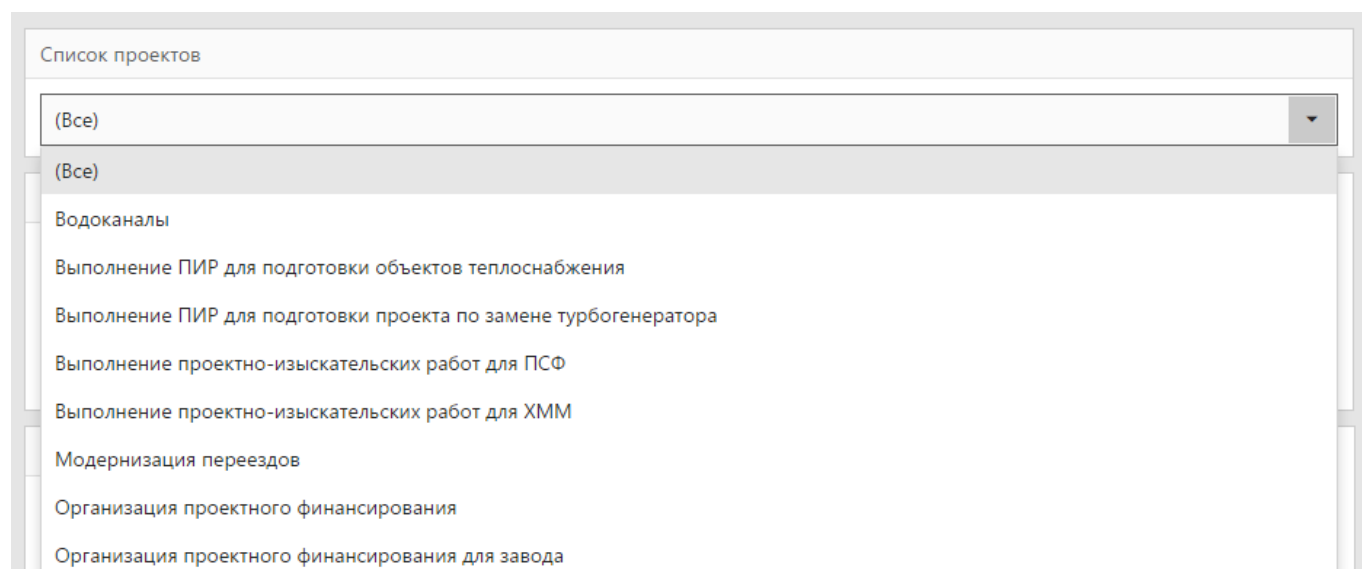 Список проектов
(Все)
(Все)
Водоканалы
Выполнение ПИР для подготовки объектов теплоснабжения
Выполнение ПИР для подготовки проекта по замене турбогенератора
Выполнение проектно-изыскательских работ для ПСФ
Выполнение проектно-изыскательских работ для ХММ
Модернизация переездов
Организация проектного финансирования
Организация проектного финансирования для завода